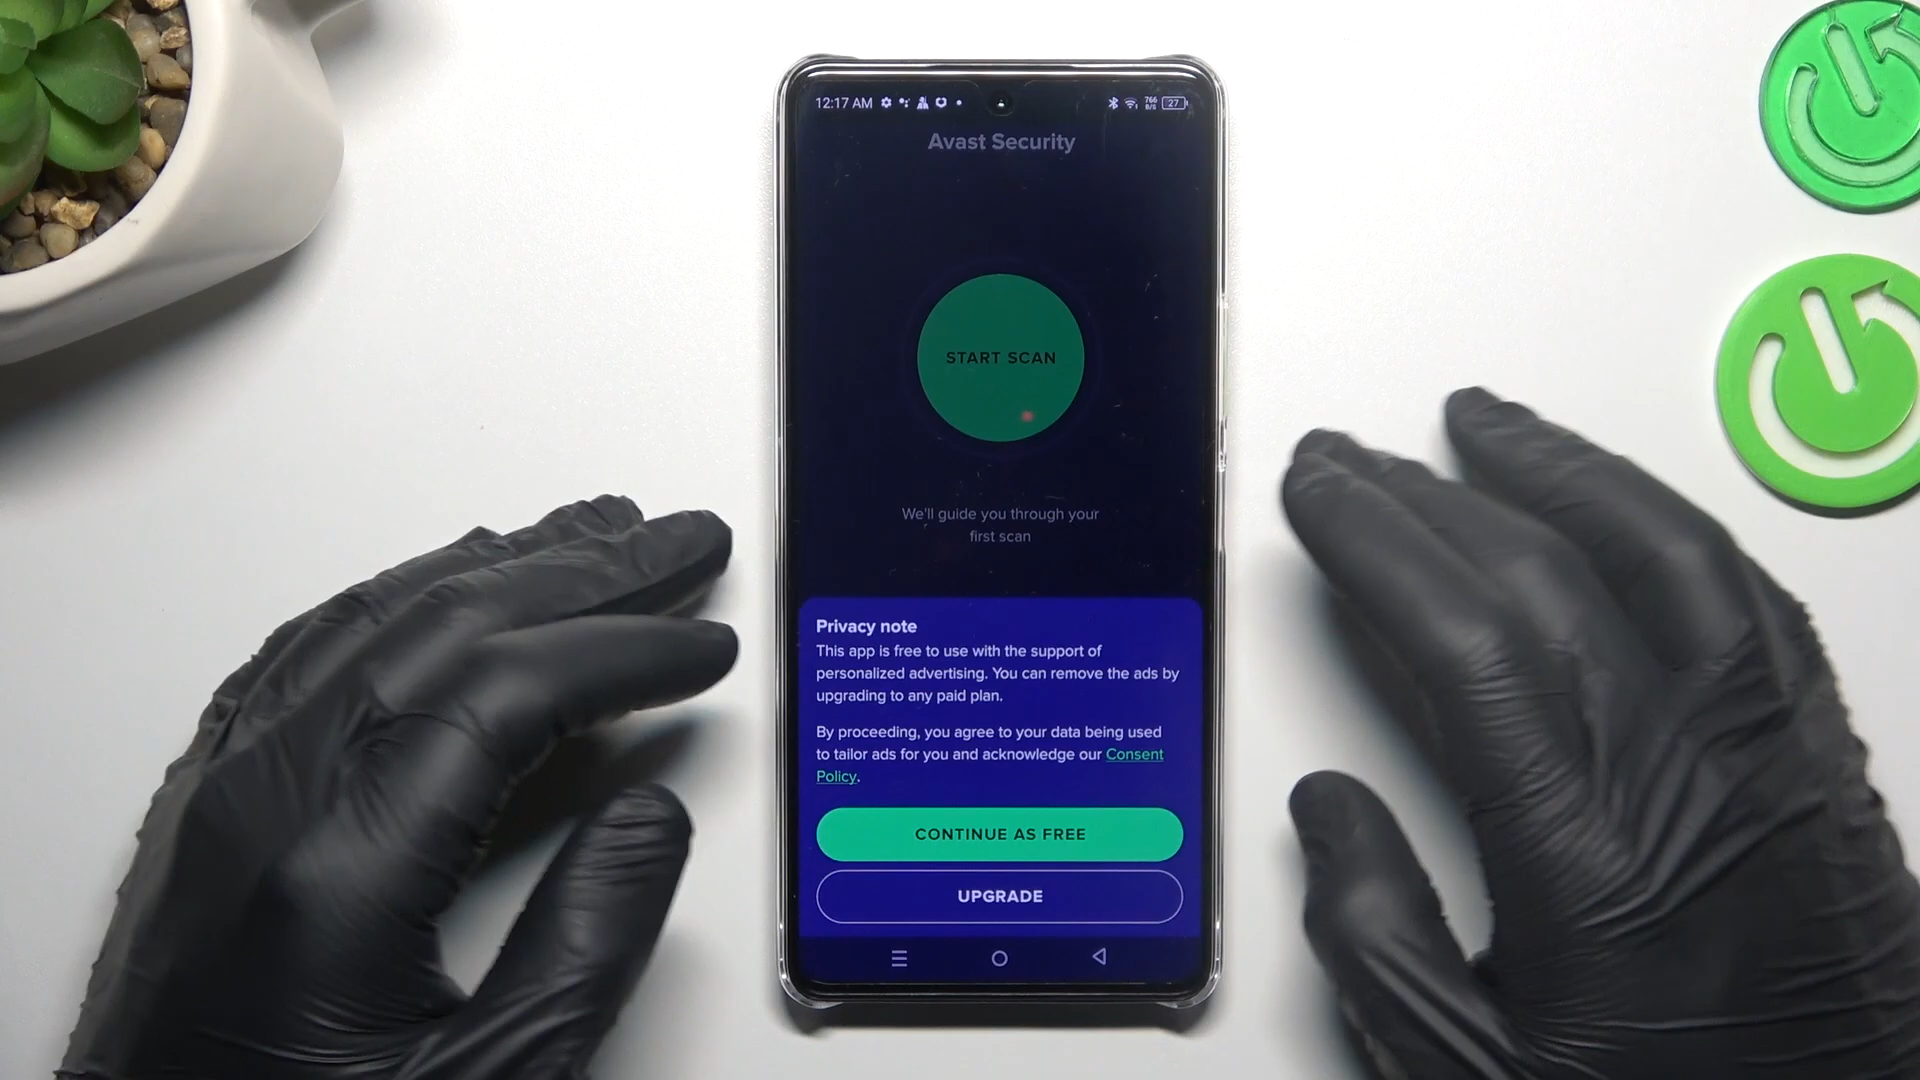 12:17 AM
766
B/S
27
Avast Security
START SCAN
We'll guide you through your
first scan
Privacy note
This app is free to use with the support of
personalized advertising. You can remove the ads by
upgrading to any paid plan.
By proceeding, you agree to your data being used
to tailor ads for you and acknowledge our Consent
Policy.
CONTINUE AS FREE
UPGRADE